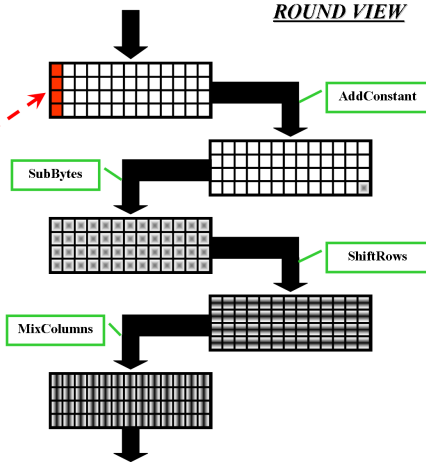 ROUND VIEW
AddConstant
SubBytes
ShiftRows
MixColumns